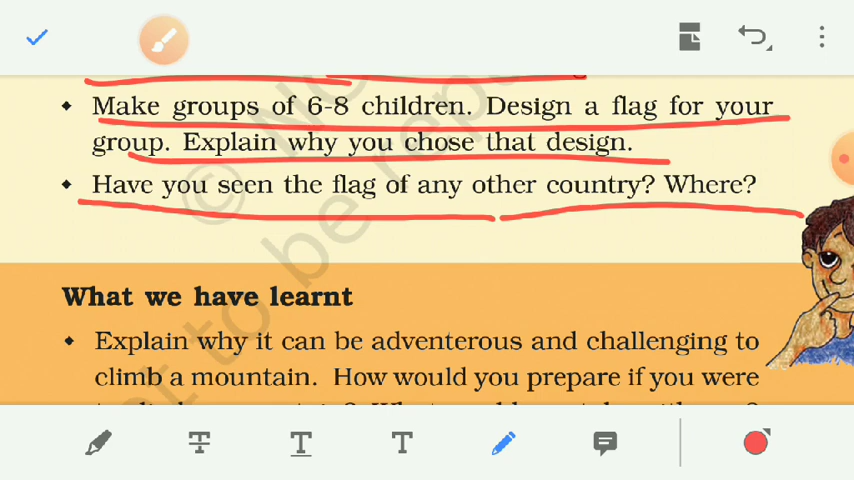 Make groups of 6-8 children. Design a flag for your
group. Explain why you chose that design.
Have you seen the flag of any other country? Where?
What we have learnt
Explain why it can be adventerous and challenging to
climb a mountain. How would you prepare if you were